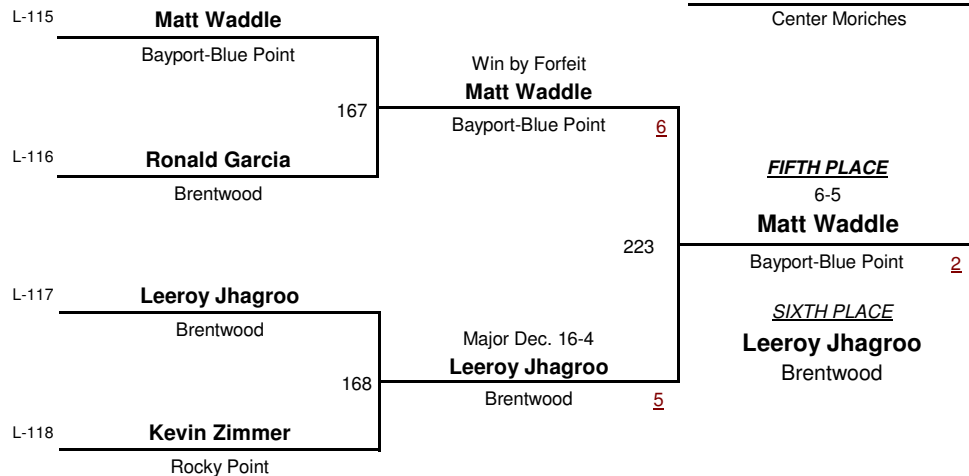 L-115
Matt Waddle
Bayport-Blue Point
Center Moriches
Win by Forfeit
167
Matt Waddle
Bayport-Blue Point 6
L-116
Ronald Garcia
Brentwood
FIFTH PLACE
6-5
Matt Waddle
223
Bayport-Blue Point 2
L-117
Leeroy Jhagroo
Brentwood
SIXTH PLACE
Leeroy Jhagroo
Brentwood
Major Dec. 16-4
168
Leeroy Jhagroo
Brentwood 5
L-118
Kevin Zimmer
Rocky Point